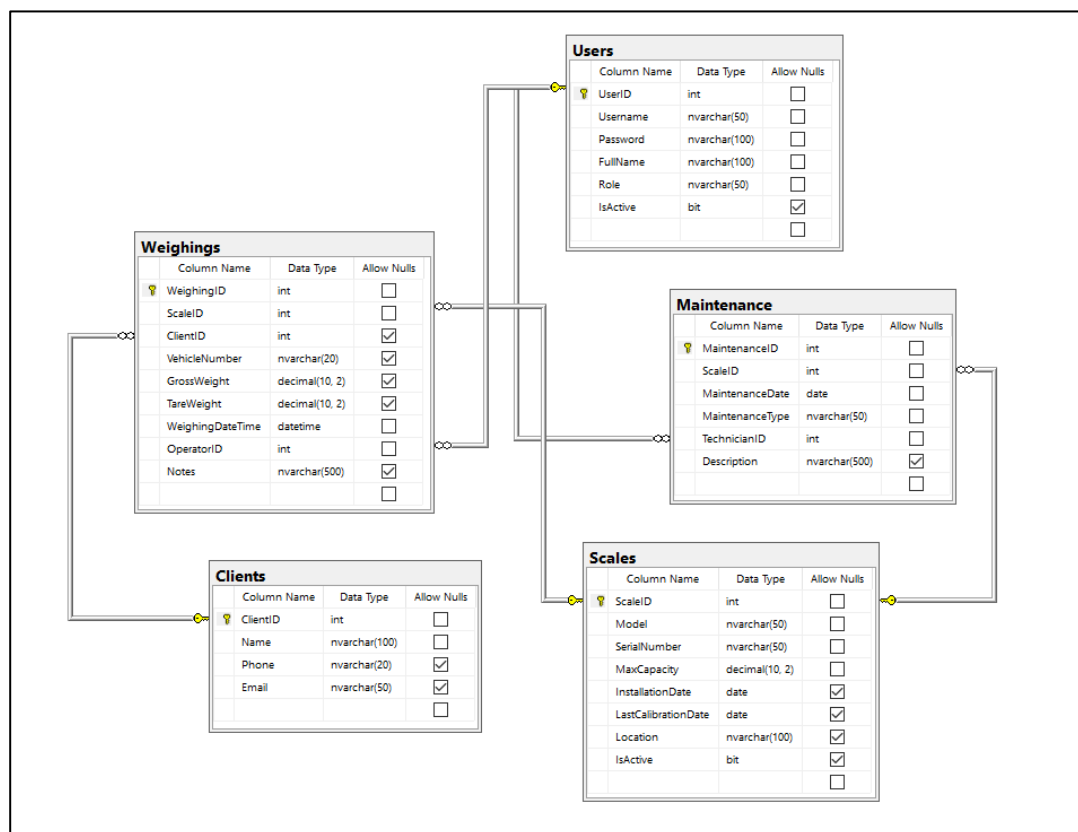 Users
Column Name Data Type Allow Nulls
UserID int
Username nvarchar(50)
Password nvarchar(100)
FullName nvarchar(100)
Role nvarchar(50)
IsActive bit
Weighings
Column Name Data Type Allow Nulls
WeighingID int
ScaleID int
ClientID int
VehicleNumber nvarchar(20)
GrossWeight decimal(10, 2)
TareWeight decimal(10, 2)
WeighingDateTime datetime
OperatorID int
Notes nvarchar(500)
Maintenance
Column Name Data Type Allow Nulls
MaintenanceID int
ScaleID int
MaintenanceDate date
MaintenanceType nvarchar(50)
TechnicianID int
Description nvarchar(500)
Clients
Column Name Data Type Allow Nulls
ClientID int
Name nvarchar(100)
Phone nvarchar(20)
Email nvarchar(50)
Scales
Column Name Data Type Allow Nulls
ScaleID int
Model nvarchar(50)
SerialNumber nvarchar(50)
MaxCapacity decimal(10, 2)
InstallationDate date
LastCalibrationDate date
Location nvarchar(100)
IsActive bit